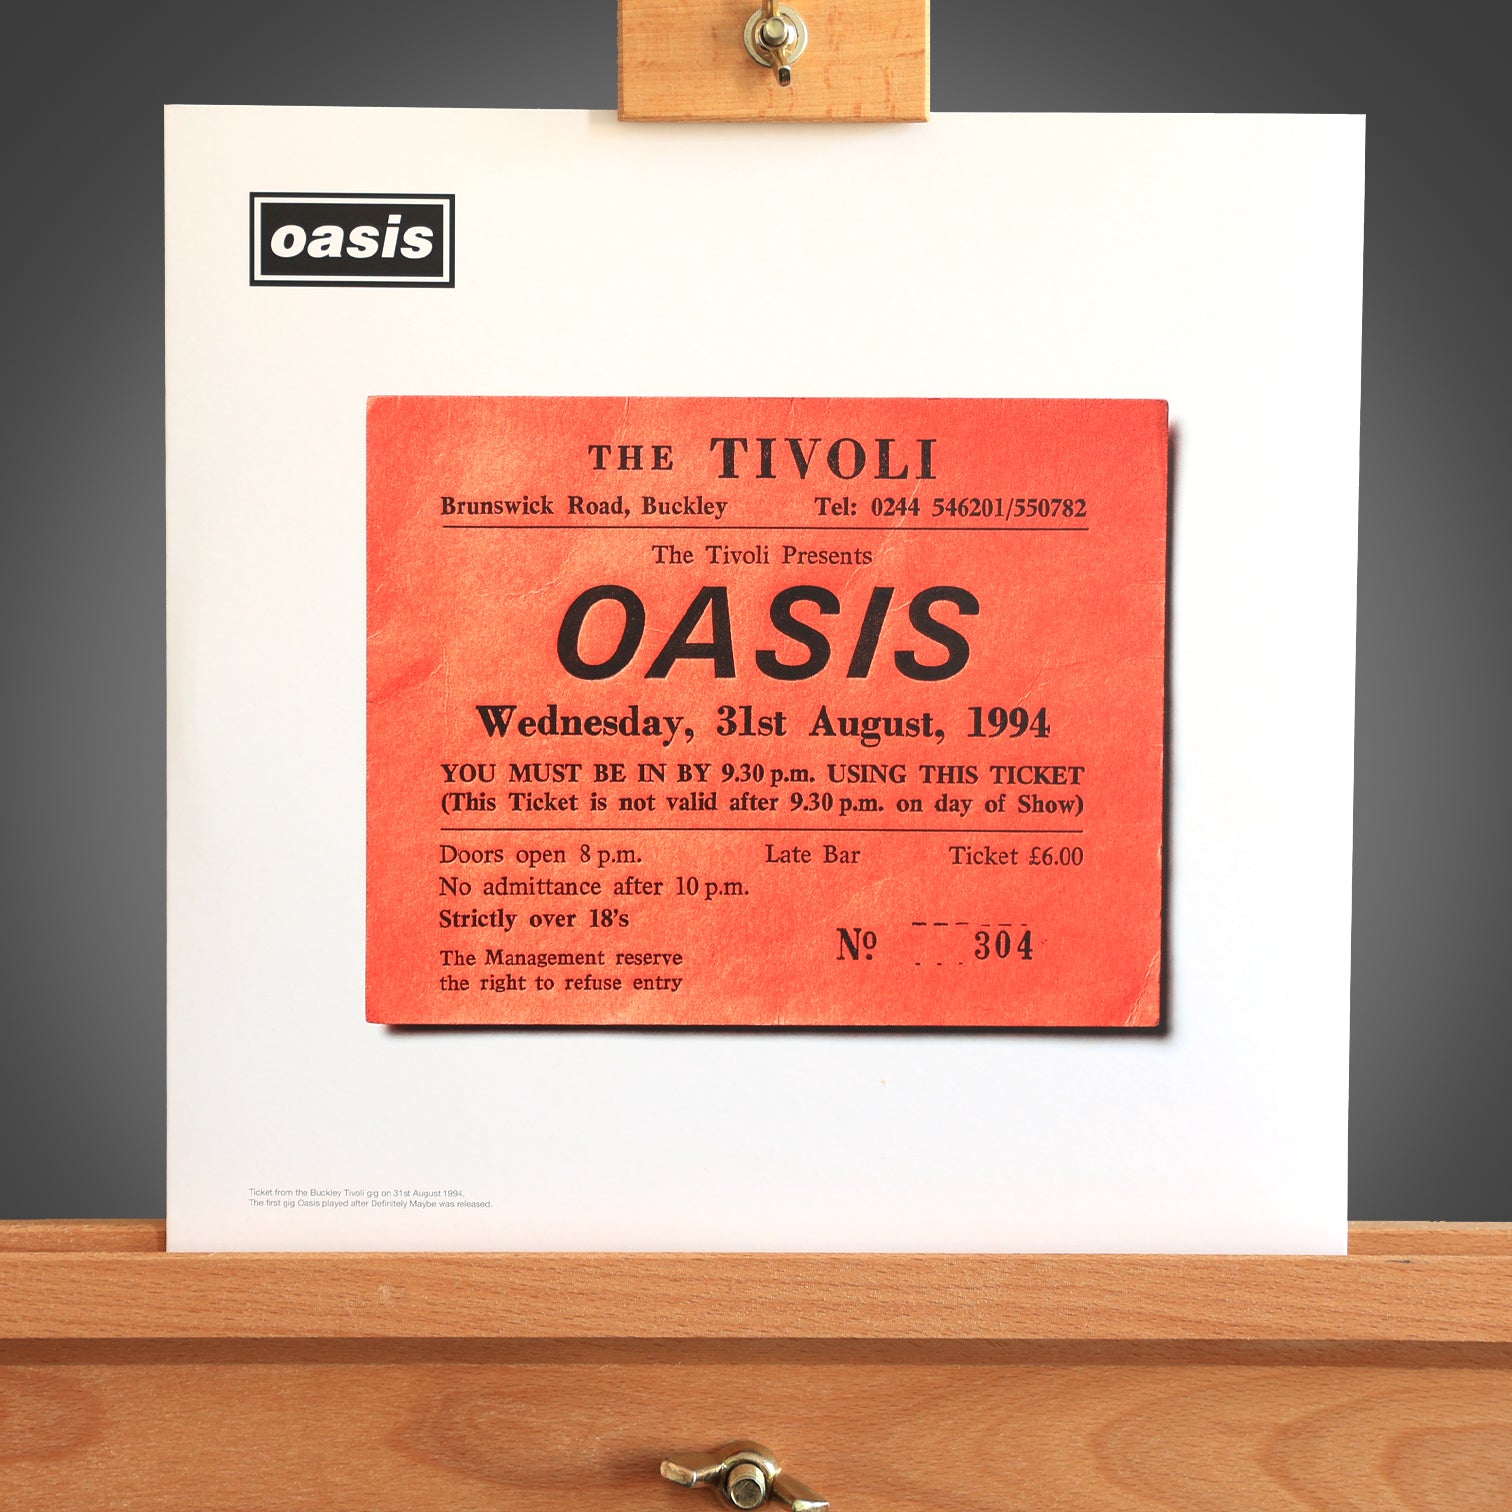 oasis
THE TIVOLI
Brunswick Road, Buckley Tel: 0244 546201/550782
The Tivoli Presents
OASIS
Wednesday, 31st August, 1994
YOU MUST BE IN BY 9.30 p.m. USING THIS TICKET
(This Ticket is not valid after 9.30 p.m. on day of Show)
Doors open 8 p.m. Late Bar Ticket £6.00
No admittance after 10 p.m.
Strictly over 18's
The Management reserve
the right to refuse entry
Nº 304
Ticket from the Buckley Tivoli gig on 31st August 1994.
The first gig Oasis played after Definitely Maybe was released.